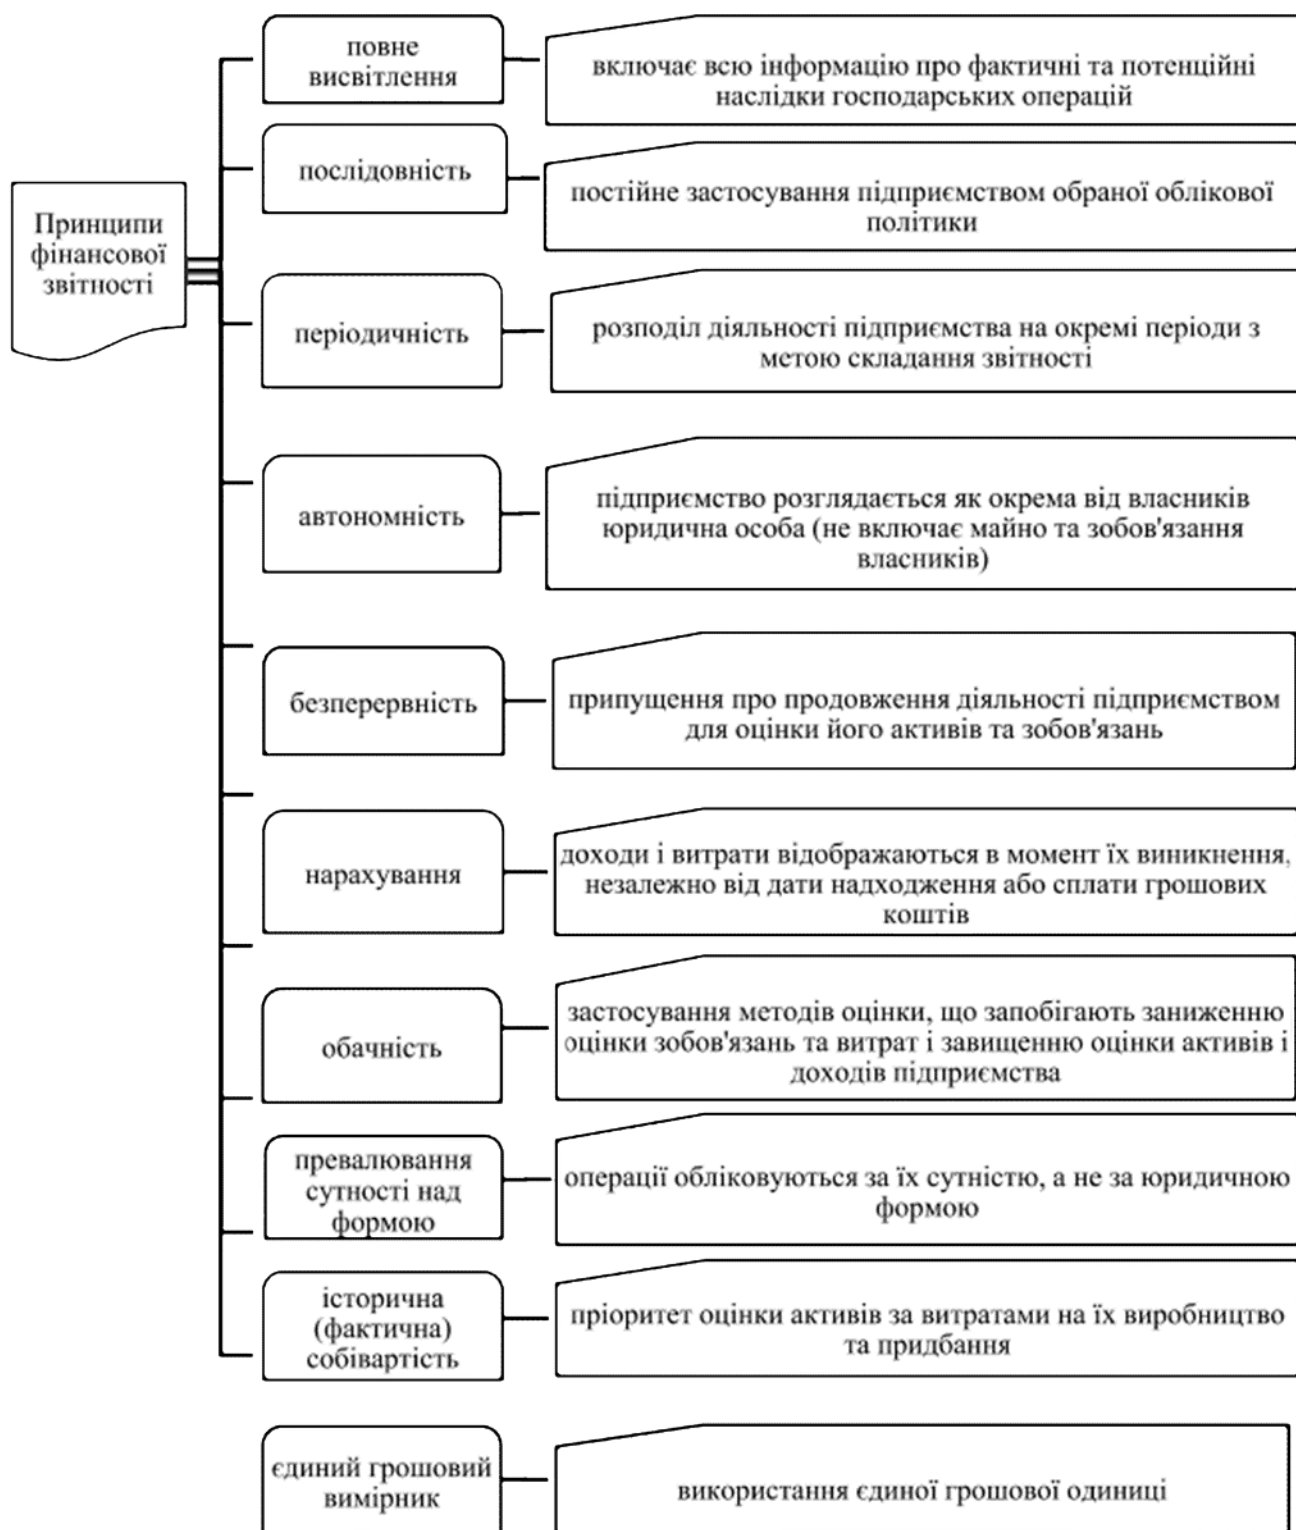 Принципи
фінансової
звітності
повне
висвітлення
включає всю інформацію про фактичні та потенційні
наслідки господарських операцій
послідовність
постійне застосування підприємством обраної облікової
політики
періодичність
розподіл діяльності підприємства на окремі періоди з
метою складання звітності
автономність
підприємство розглядається як окрема від власників
юридична особа (не включає майно та зобов'язання
власників)
безперервність
припущення про продовження діяльності підприємством
для оцінки його активів та зобов'язань
нарахування
доходи і витрати відображаються в момент їх виникнення,
незалежно від дати надходження або сплати грошових
коштів
обачність
застосування методів оцінки, що запобігають заниженню
оцінки зобов'язань та витрат і завищенню оцінки активів і
доходів підприємства
превалювання
сутності над
формою
операції обліковуються за їх сутністю, а не за юридичною
формою
історична
(фактична)
собівартість
пріоритет оцінки активів за витратами на їх виробництво
та придбання
єдиний грошовий
вимірник
використання єдиної грошової одиниці